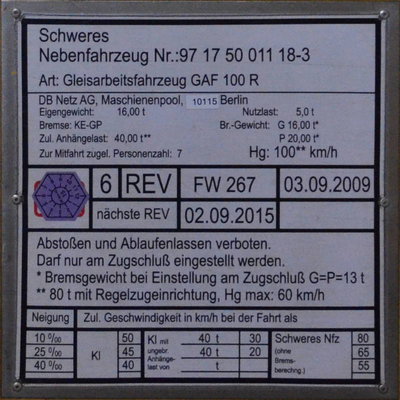 Schweres
Nebenfahrzeug Nr.:97 17 50 011 18-3
Art: Gleisarbeitsfahrzeug GAF 100 R
DB Netz AG, Maschienenpool, 10115 Berlin
Eigengewicht: 16,00 t Nutzlast: 5,0 t
Bremse: KE-GP Br.-Gewicht: G 16,00 t*
Zul. Anhängelast: 40,00 t** P 20,00 t*
Zur Mitfahrt zugel. Personenzahl: 7 Hg: 100** km/h
6 REV FW 267 03.09.2009
nächste REV 02.09.2015
Abstoßen und Ablaufenlassen verboten.
Darf nur am Zugschluß eingestellt werden.
* Bremsgewicht bei Einstellung am Zugschluß G=P=13 t
** 80 t mit Regelzugeinrichtung, Hg max: 60 km/h
Neigung Zul. Geschwindigkeit in km/h bei der Fahrt als
10 ‰ Kl 50 Kl mit 40 t 30 Schweres Nfz 80
25 ‰ 45 ungebr. 40 t 20 (ohne 65
40 ‰ 40 Anhänge- last von t Brems- berechng.) 55